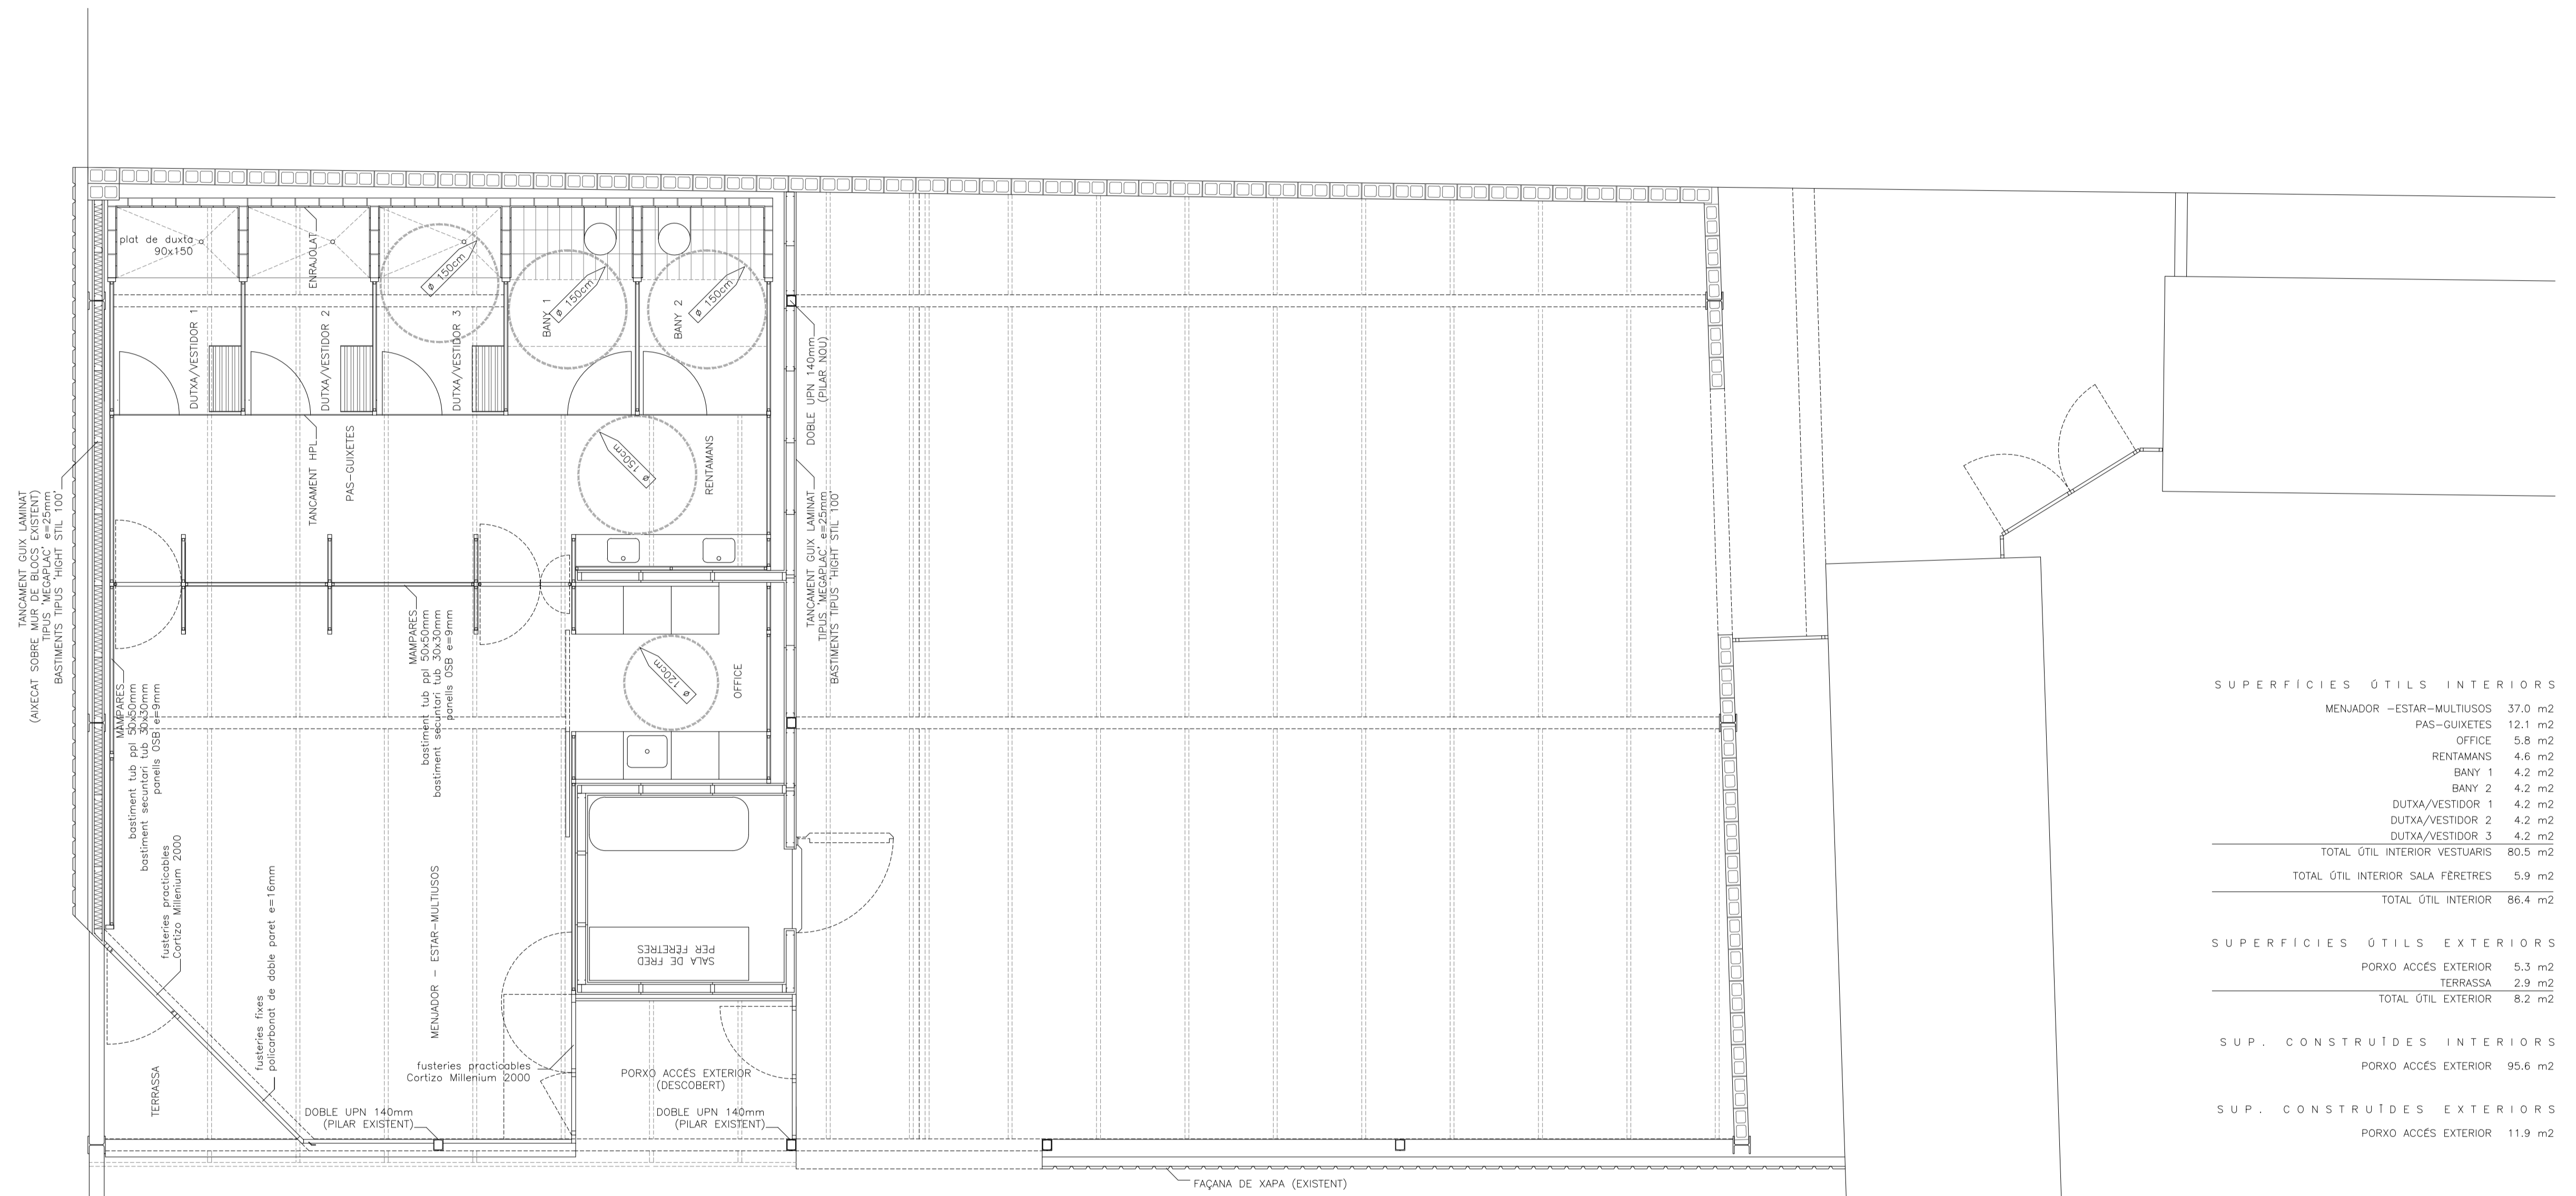 plat de duxta
90x150
ENRAJOLAT
Ø 150cm
Ø 150cm
Ø 150cm
DUTXA/VESTIDOR 1
DUTXA/VESTIDOR 2
DUTXA/VESTIDOR 3
BANY 1
BANY 2
DOBLE UPN 140mm
(PILAR NOU)
TANCAMENT HPL
PAS-GUIXETES
Ø 150cm
RENTAMANS
TANCAMENT GUIX LAMINAT
(AIXECAT SOBRE MUR DE BLOCS EXISTENT)
TIPUS "MEGAPLAC" e=25mm
BASTIMENTS TIPUS "HIGHT STIL 100"
TANCAMENT GUIX LAMINAT
TIPUS "MEGAPLAC" e=25mm
BASTIMENTS TIPUS "HIGHT STIL 100"
MAMPARES
bastiment tub ppl 50x50mm
bastiment secuntari tub 30x30mm
panells OSB e=9mm
MAMPARES
bastiment tub ppl 50x50mm
bastiment secuntari tub 30x30mm
panells OSB e=9mm
Ø 120cm
OFFICE
fusteries practicables
Cortizo Millenium 2000
fusteries fixes
policarbonat de doble paret e=16mm
MENJADOR - ESTAR-MULTIUSOS
SALA DE FRED
PER FÈRETRES
TERRASSA
fusteries practicables
Cortizo Millenium 2000
PORXO ACCÉS EXTERIOR
(DESCOBERT)
DOBLE UPN 140mm
(PILAR EXISTENT)
DOBLE UPN 140mm
(PILAR EXISTENT)
FAÇANA DE XAPA (EXISTENT)
SUPERFÍCIES ÚTILS INTERIORS
MENJADOR -ESTAR-MULTIUSOS 37.0 m2
PAS-GUIXETES 12.1 m2
OFFICE 5.8 m2
RENTAMANS 4.6 m2
BANY 1 4.2 m2
BANY 2 4.2 m2
DUTXA/VESTIDOR 1 4.2 m2
DUTXA/VESTIDOR 2 4.2 m2
DUTXA/VESTIDOR 3 4.2 m2
TOTAL ÚTIL INTERIOR VESTUARIS 80.5 m2
TOTAL ÚTIL INTERIOR SALA FÈRETRES 5.9 m2
TOTAL ÚTIL INTERIOR 86.4 m2
SUPERFÍCIES ÚTILS EXTERIORS
PORXO ACCÉS EXTERIOR 5.3 m2
TERRASSA 2.9 m2
TOTAL ÚTIL EXTERIOR 8.2 m2
SUP. CONSTRUÏDES INTERIORS
PORXO ACCÉS EXTERIOR 95.6 m2
SUP. CONSTRUÏDES EXTERIORS
PORXO ACCÉS EXTERIOR 11.9 m2